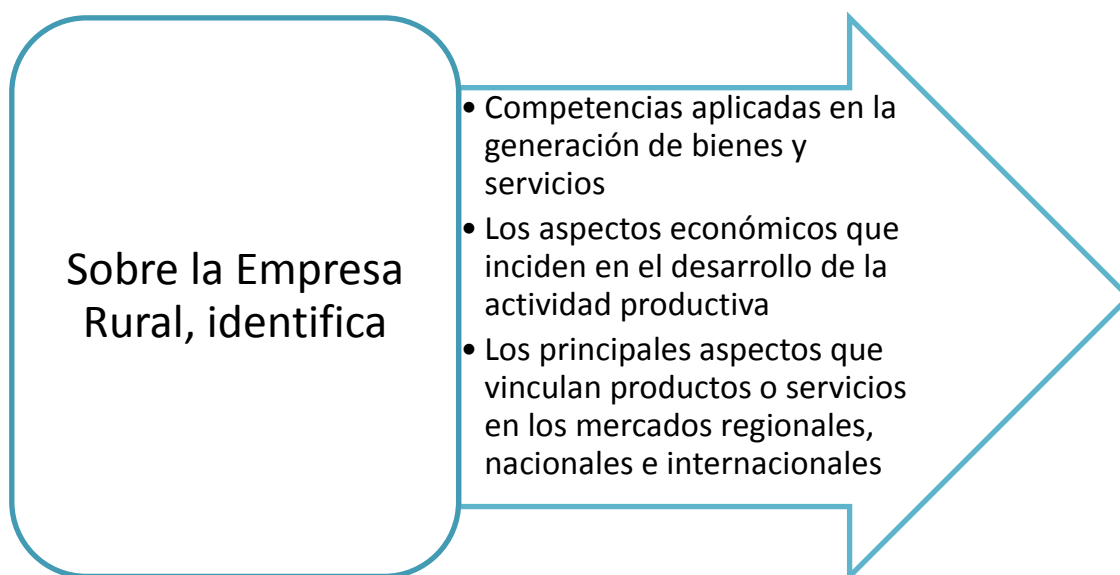 Sobre la Empresa
Rural, identifica
• Competencias aplicadas en la
generación de bienes y
servicios
• Los aspectos económicos que
inciden en el desarrollo de la
actividad productiva
• Los principales aspectos que
vinculan productos o servicios
en los mercados regionales,
nacionales e internacionales